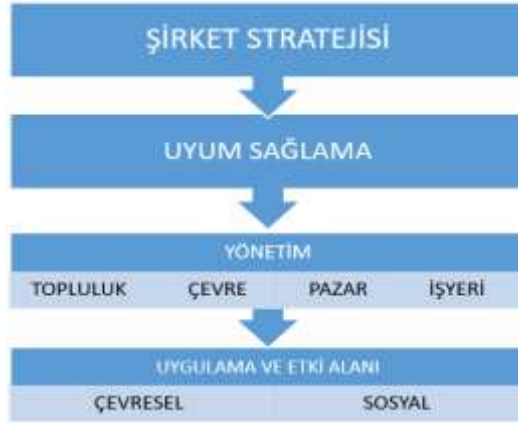 ŞİRKET STRATEJİSİ
UYUM SAĞLAMA
YÖNETİM
TOPLULUK ÇEVRE PAZAR İŞYERİ
UYGULAMA VE ETKİ ALANI
ÇEVRESEL SOSYAL